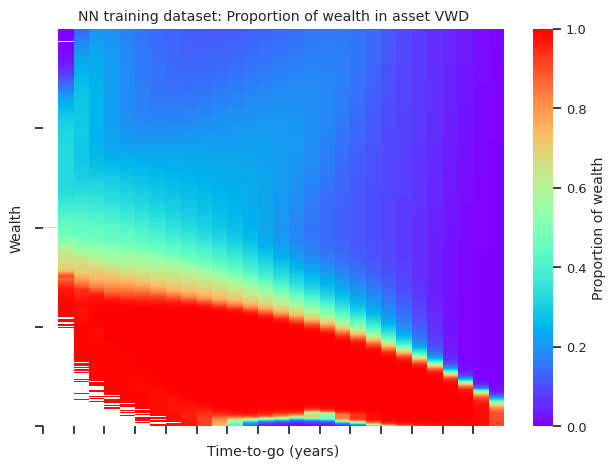 NN training dataset: Proportion of wealth in asset VWD
Wealth
Time-to-go (years)
1.0
0.8
0.6
0.4
0.2
0.0
Proportion of wealth